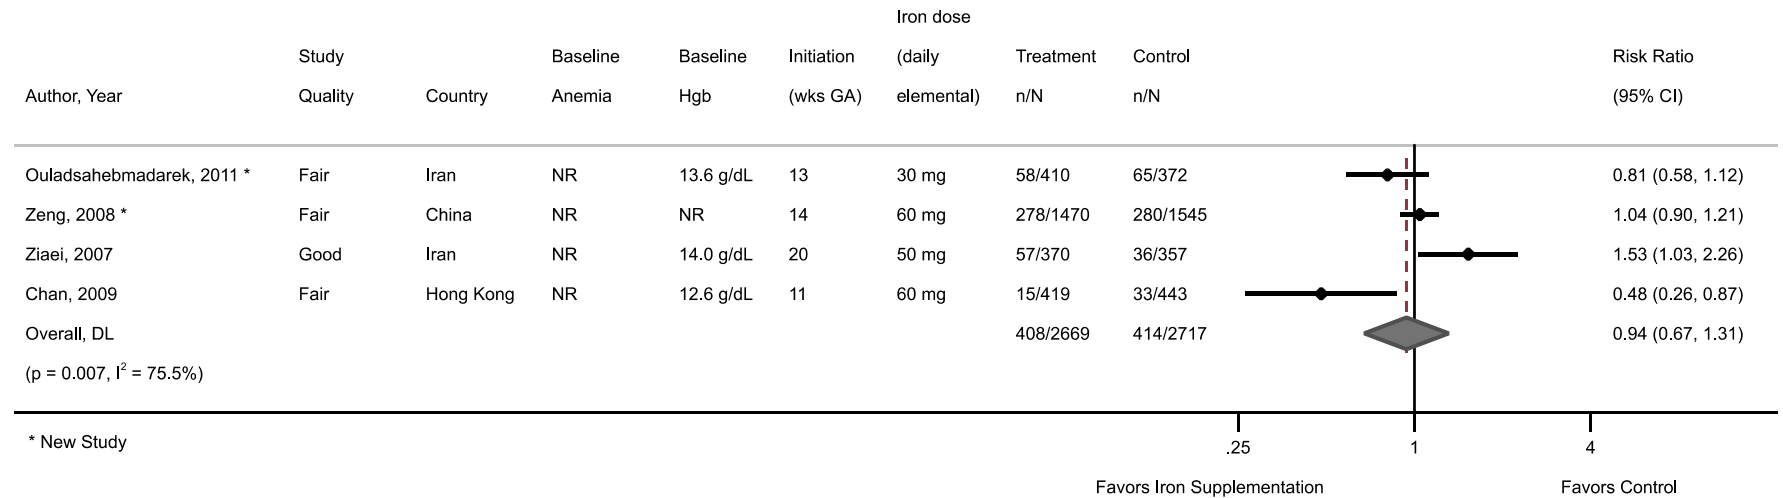 Iron dose
Study Baseline Baseline Initiation (daily Treatment Control Risk Ratio
Author, Year Quality Country Anemia Hgb (wks GA) elemental) n/N n/N (95% CI)
Ouladsahebmadarek, 2011 * Fair Iran NR 13.6 g/dL 13 30 mg 58/410 65/372 0.81 (0.58, 1.12)
Zeng, 2008 * Fair China NR NR 14 60 mg 278/1470 280/1545 1.04 (0.90, 1.21)
Ziaei, 2007 Good Iran NR 14.0 g/dL 20 50 mg 57/370 36/357 1.53 (1.03, 2.26)
Chan, 2009 Fair Hong Kong NR 12.6 g/dL 11 60 mg 15/419 33/443 0.48 (0.26, 0.87)
Overall, DL 408/2669 414/2717 0.94 (0.67, 1.31)
(p = 0.007, I² = 75.5%)
* New Study
.25 1 4
Favors Iron Supplementation Favors Control